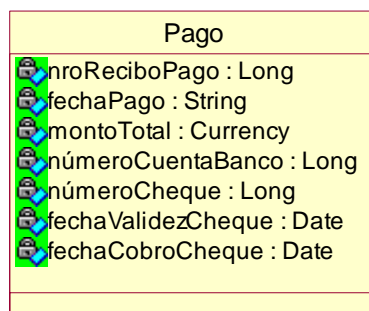 Pago
nroReciboPago : Long
fechaPago : String
montoTotal : Currency
númeroCuentaBanco : Long
númeroCheque : Long
fechaValidezCheque : Date
fechaCobroCheque : Date